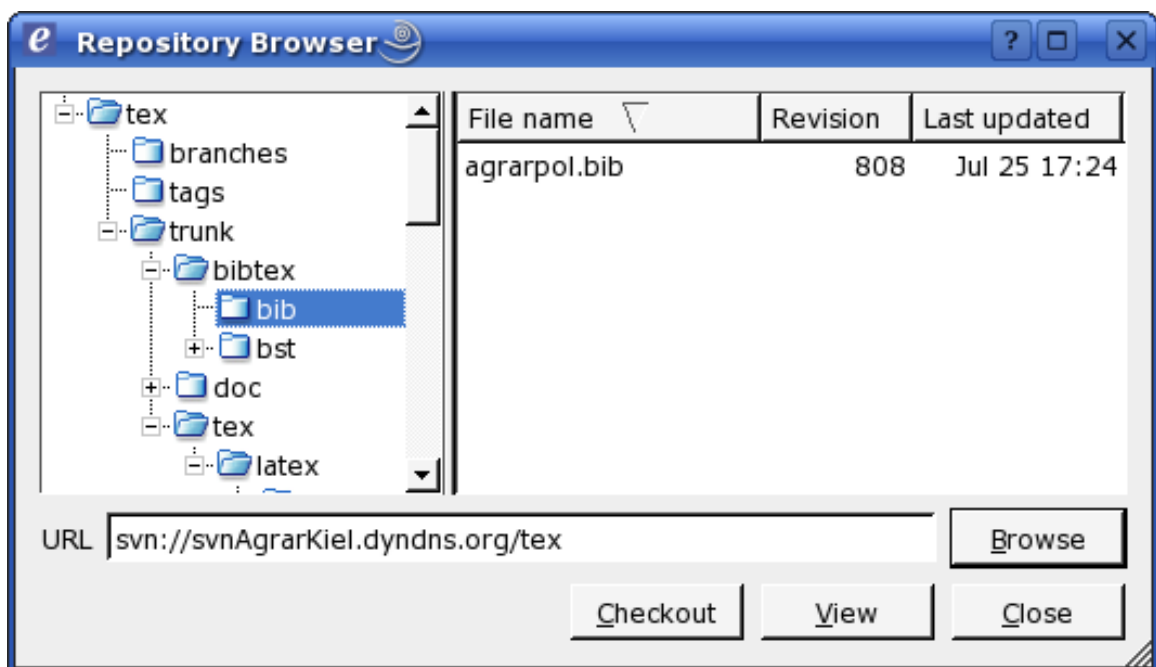 e Repository Browser ?
tex
branches
tags
trunk
bibtex
bib
bst
doc
tex
latex
File name Revision Last updated
agrarpol.bib 808 Jul 25 17:24
URL svn://svnAgrarKiel.dyndns.org/tex Browse
Checkout View Close